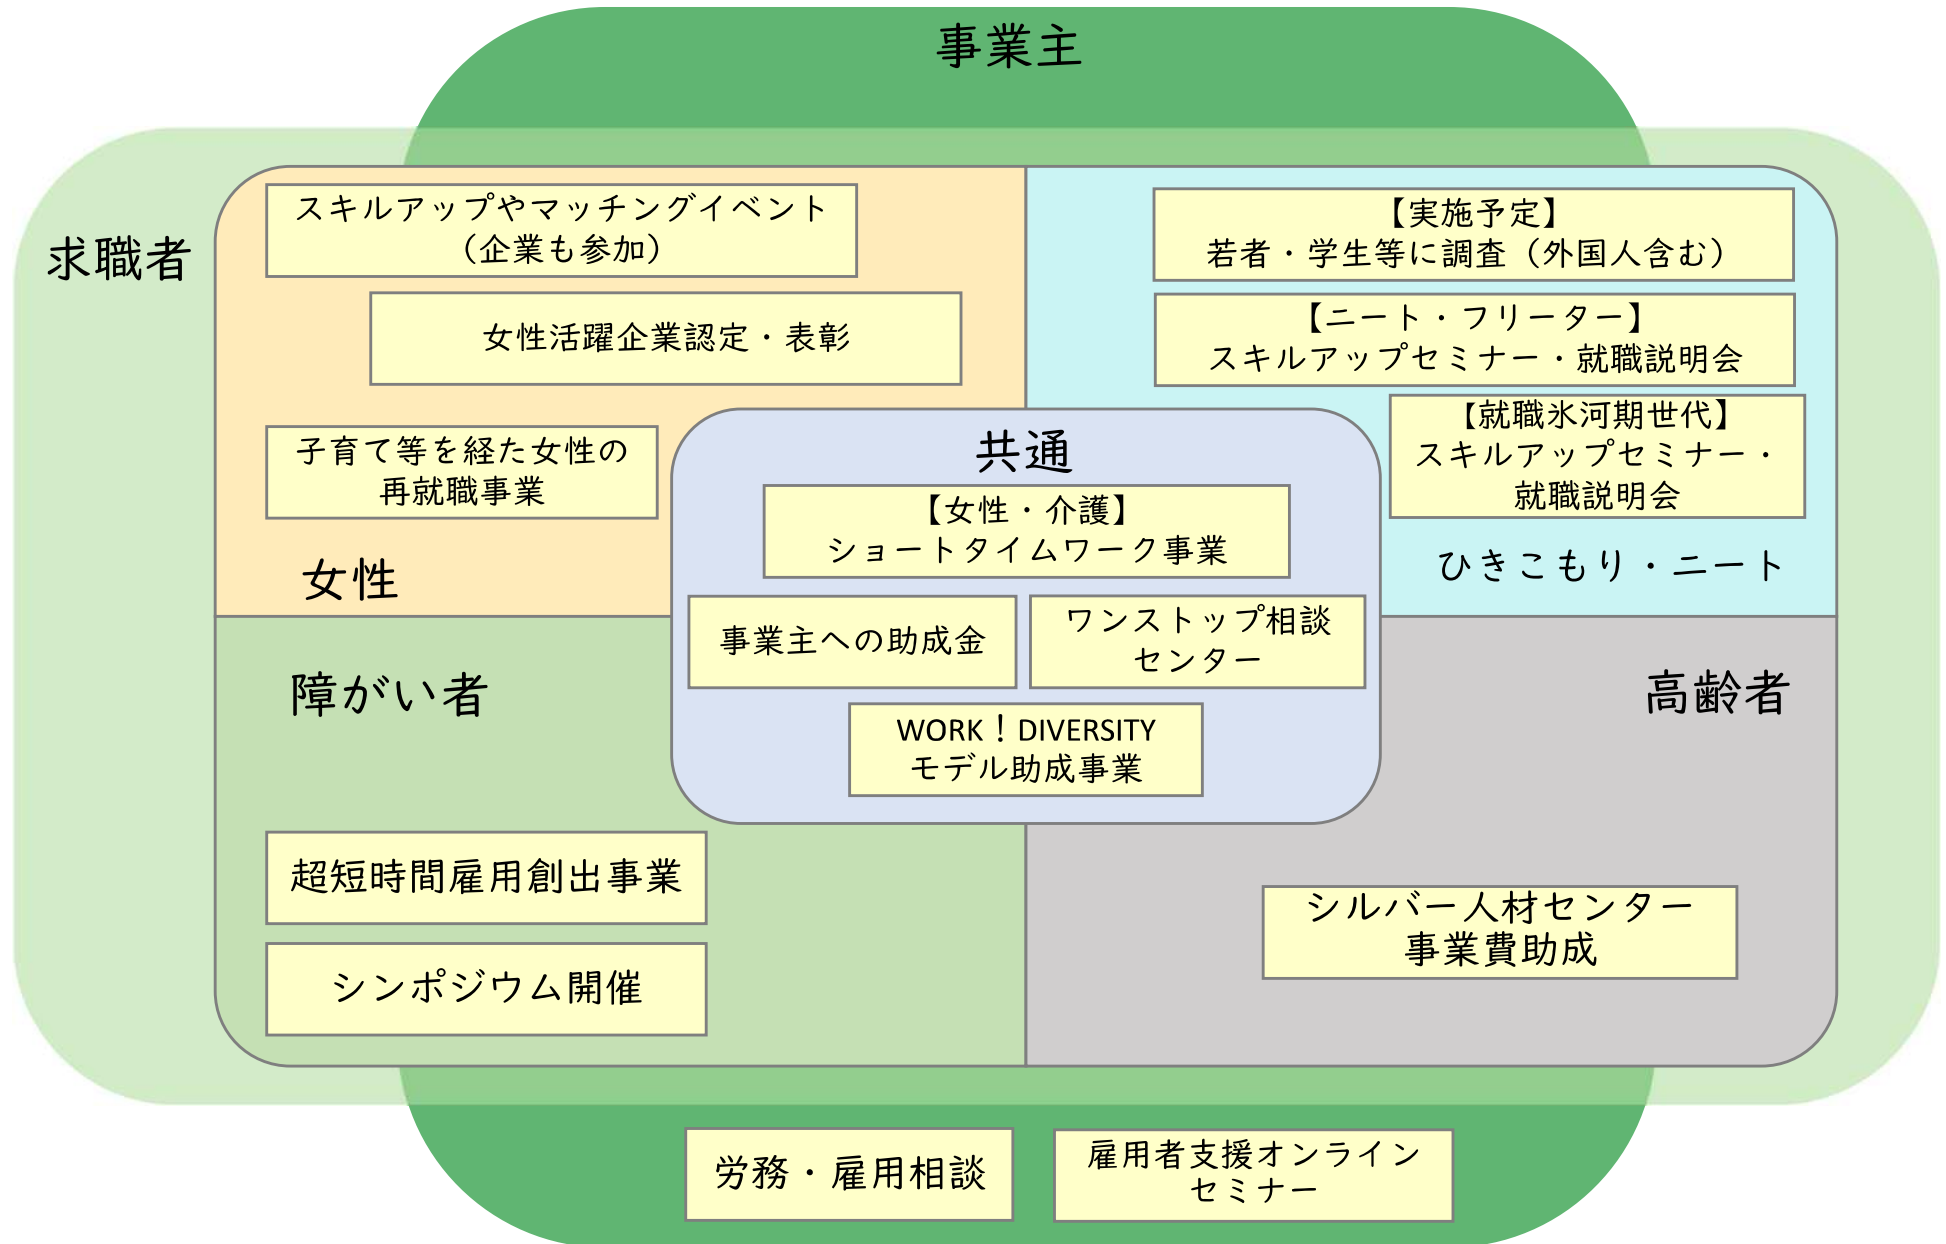 事業主
求職者
スキルアップやマッチングイベント
（企業も参加）
女性活躍企業認定・表彰
子育て等を経た女性の
再就職事業
女性
【実施予定】
若者・学生等に調査（外国人含む）
【ニート・フリーター】
スキルアップセミナー・就職説明会
【就職氷河期世代】
スキルアップセミナー・
就職説明会
ひきこもり・ニート
共通
【女性・介護】
ショートタイムワーク事業
事業主への助成金
ワンストップ相談
センター
WORK！DIVERSITY
モデル助成事業
障がい者
超短時間雇用創出事業
シンポジウム開催
高齢者
シルバー人材センター
事業費助成
労務・雇用相談
雇用者支援オンライン
セミナー